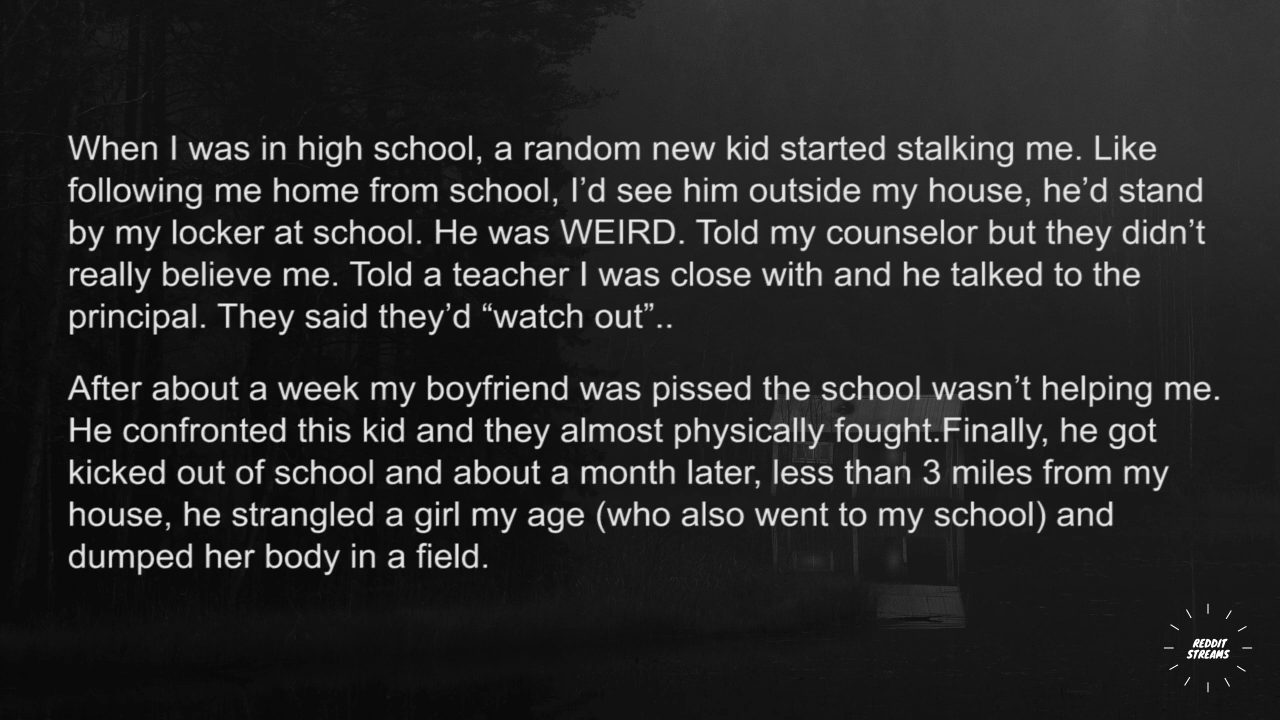 When I was in high school, a random new kid started stalking me. Like
following me home from school, I’d see him outside my house, he’d stand
by my locker at school. He was WEIRD. Told my counselor but they didn’t
really believe me. Told a teacher I was close with and he talked to the
principal. They said they’d “watch out”..
After about a week my boyfriend was pissed the school wasn’t helping me.
He confronted this kid and they almost physically fought.Finally, he got
kicked out of school and about a month later, less than 3 miles from my
house, he strangled a girl my age (who also went to my school) and
dumped her body in a field.
REDDIT
STREAMS